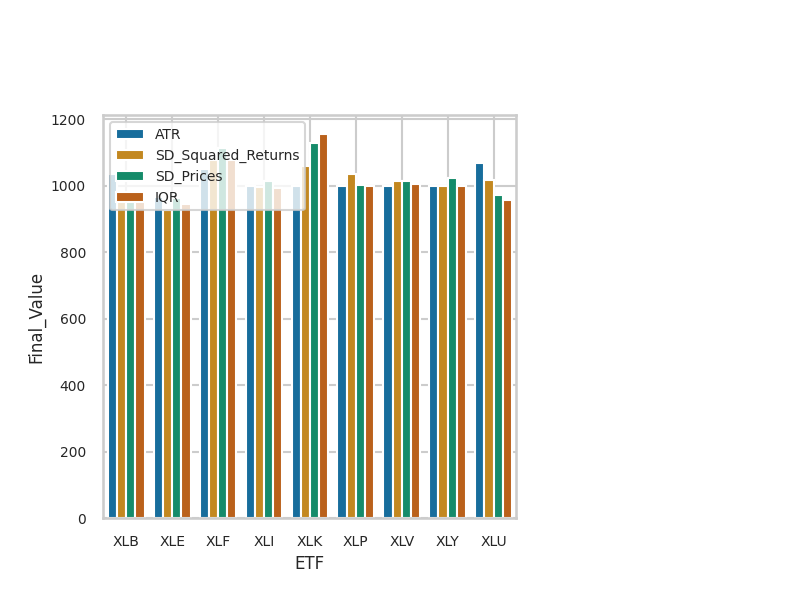 1200
1000
800
600
400
200
0
Final_Value
ATR
SD_Squared_Returns
SD_Prices
IQR
XLB XLE XLF XLI XLK XLP XLV XLY XLU
ETF